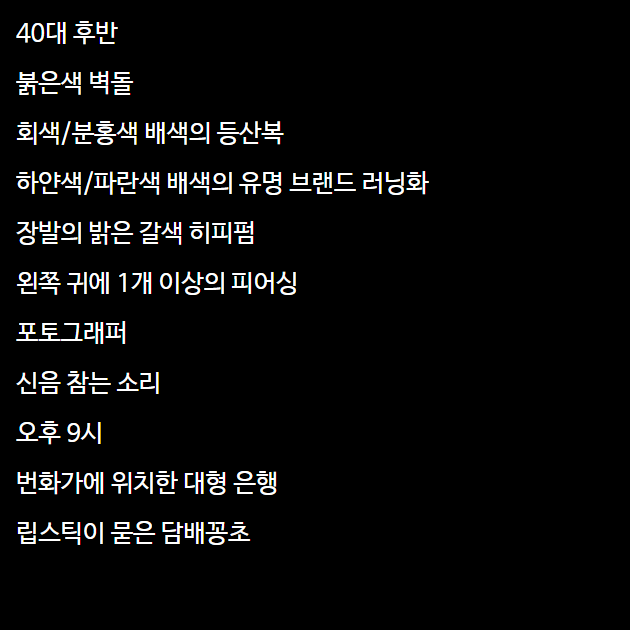 40대 후반
붉은색 벽돌
회색/분홍색 배색의 등산복
하얀색/파란색 배색의 유명 브랜드 러닝화
장발의 밝은 갈색 히피펌
왼쪽 귀에 1개 이상의 피어싱
포토그래퍼
신음 참는 소리
오후 9시
번화가에 위치한 대형 은행
립스틱이 묻은 담배꽁초